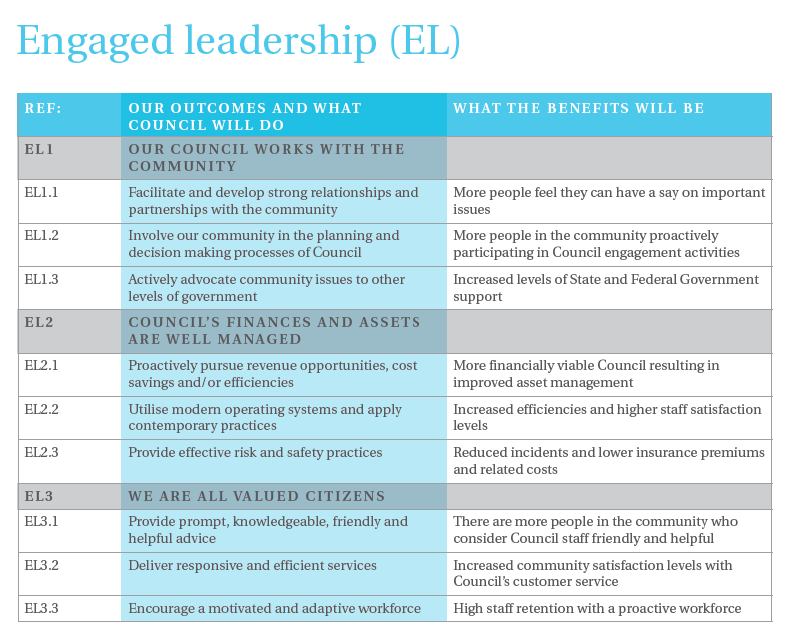 Engaged leadership (EL)
REF:
OUR OUTCOMES AND WHAT
COUNCIL WILL DO
WHAT THE BENEFITS WILL BE
EL1
OUR COUNCIL WORKS WITH THE
COMMUNITY
EL1.1
Facilitate and develop strong relationships and
partnerships with the community
More people feel they can have a say on important
issues
EL1.2
Involve our community in the planning and
decision making processes of Council
More people in the community proactively
participating in Council engagement activities
EL1.3
Actively advocate community issues to other
levels of government
Increased levels of State and Federal Government
support
EL2
COUNCIL'S FINANCES AND ASSETS
ARE WELL MANAGED
EL2.1
Proactively pursue revenue opportunities, cost
savings and/or efficiencies
More financially viable Council resulting in
improved asset management
EL2.2
Utilise modern operating systems and apply
contemporary practices
Increased efficiencies and higher staff satisfaction
levels
EL2.3
Provide effective risk and safety practices
Reduced incidents and lower insurance premiums
and related costs
EL3
WE ARE ALL VALUED CITIZENS
EL3.1
Provide prompt, knowledgeable, friendly and
helpful advice
There are more people in the community who
consider Council staff friendly and helpful
EL3.2
Deliver responsive and efficient services
Increased community satisfaction levels with
Council's customer service
EL3.3
Encourage a motivated and adaptive workforce
High staff retention with a proactive workforce